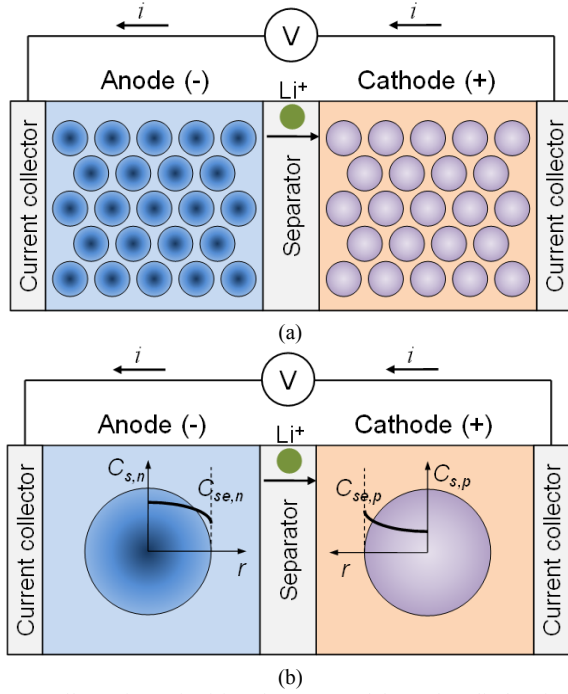 i
V
i
Anode (-)
Li+
Cathode (+)
Current collector
Separator
Current collector
(a)
i
V
i
Anode (-)
Li+
Cathode (+)
Current collector
Cs,n
Cse,n
r
Separator
Cse,p
Cs,p
r
Current collector
(b)